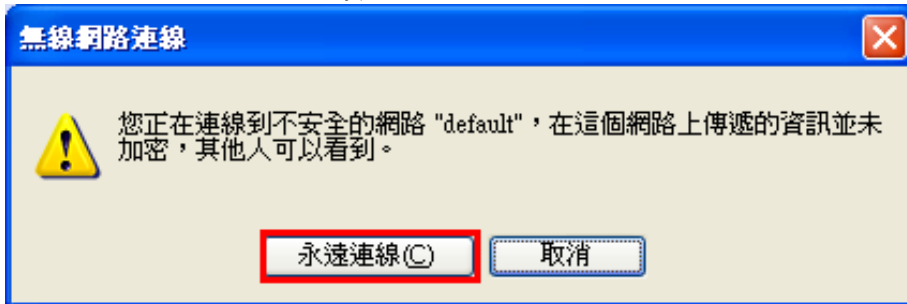 無線網路連線
您正在連線到不安全的網路 "default"，在這個網路上傳遞的資訊並未
加密，其他人可以看到。
永遠連線(C)
取消